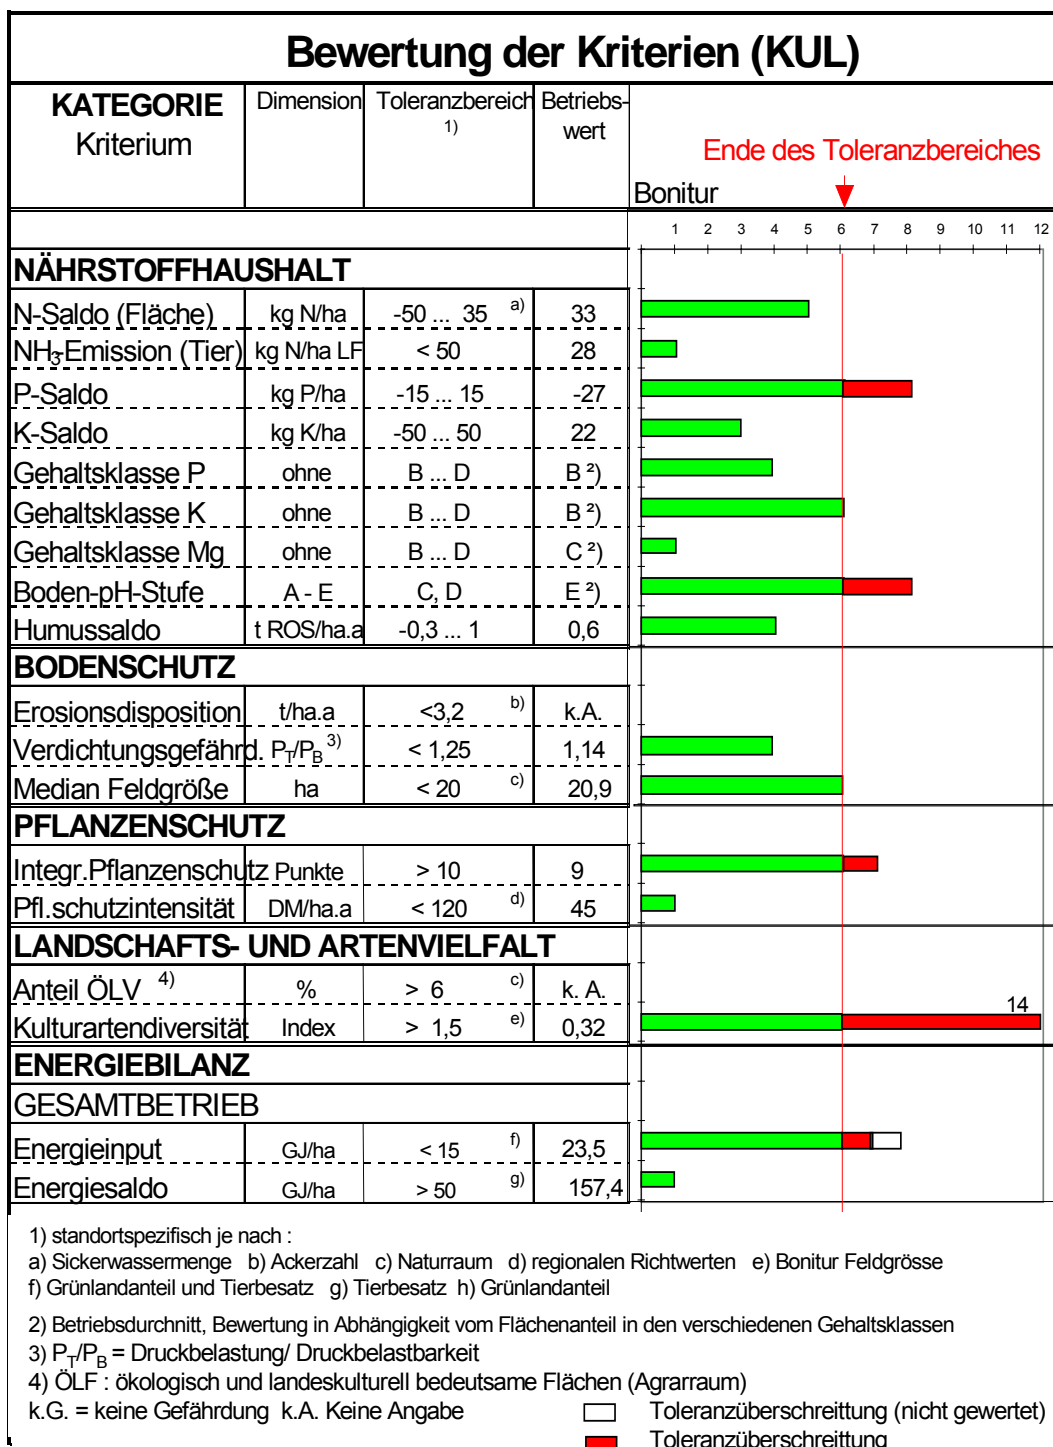 Bewertung der Kriterien (KUL)
KATEGORIE Dimension Toleranzbereich Betriebs-
Kriterium 1) wert
Ende des Toleranzbereiches
Bonitur
1 2 3 4 5 6 7 8 9 10 11 12
NÄHRSTOFFHAUSHALT
N-Saldo (Fläche) kg N/ha -50 ... 35 a) 33
NH3-Emission (Tier) kg N/ha LF < 50 28
P-Saldo kg P/ha -15 ... 15 -27
K-Saldo kg K/ha -50 ... 50 22
Gehaltsklasse P ohne B ... D B ²)
Gehaltsklasse K ohne B ... D B ²)
Gehaltsklasse Mg ohne B ... D C ²)
Boden-pH-Stufe A - E C, D E ²)
Humussaldo t ROS/ha.a -0,3 ... 1 0,6
BODENSCHUTZ
Erosionsdisposition t/ha.a <3,2 b) k.A.
Verdichtungsgefährd. PT/PB 3) < 1,25 1,14
Median Feldgröße ha < 20 c) 20,9
PFLANZENSCHUTZ
Integr.Pflanzenschutz Punkte > 10 9
Pfl.schutzintensität DM/ha.a < 120 d) 45
LANDSCHAFTS- UND ARTENVIELFALT
Anteil ÖLV 4) % > 6 c) k. A.
Kulturartendiversität Index > 1,5 e) 0,32 14
ENERGIEBILANZ
GESAMTBETRIEB
Energieinput GJ/ha < 15 f) 23,5
Energiesaldo GJ/ha > 50 g) 157,4
1) standortspezifisch je nach :
a) Sickerwassermenge b) Ackerzahl c) Naturraum d) regionalen Richtwerten e) Bonitur Feldgrösse
f) Grünlandanteil und Tierbesatz g) Tierbesatz h) Grünlandanteil
2) Betriebsdurchnitt, Bewertung in Abhängigkeit vom Flächenanteil in den verschiedenen Gehaltsklassen
3) PT/PB = Druckbelastung/ Druckbelastbarkeit
4) ÖLF : ökologisch und landeskulturell bedeutsame Flächen (Agrarraum)
k.G. = keine Gefährdung k.A. Keine Angabe Toleranzüberschreittung (nicht gewertet)
Toleranzüberschreittung